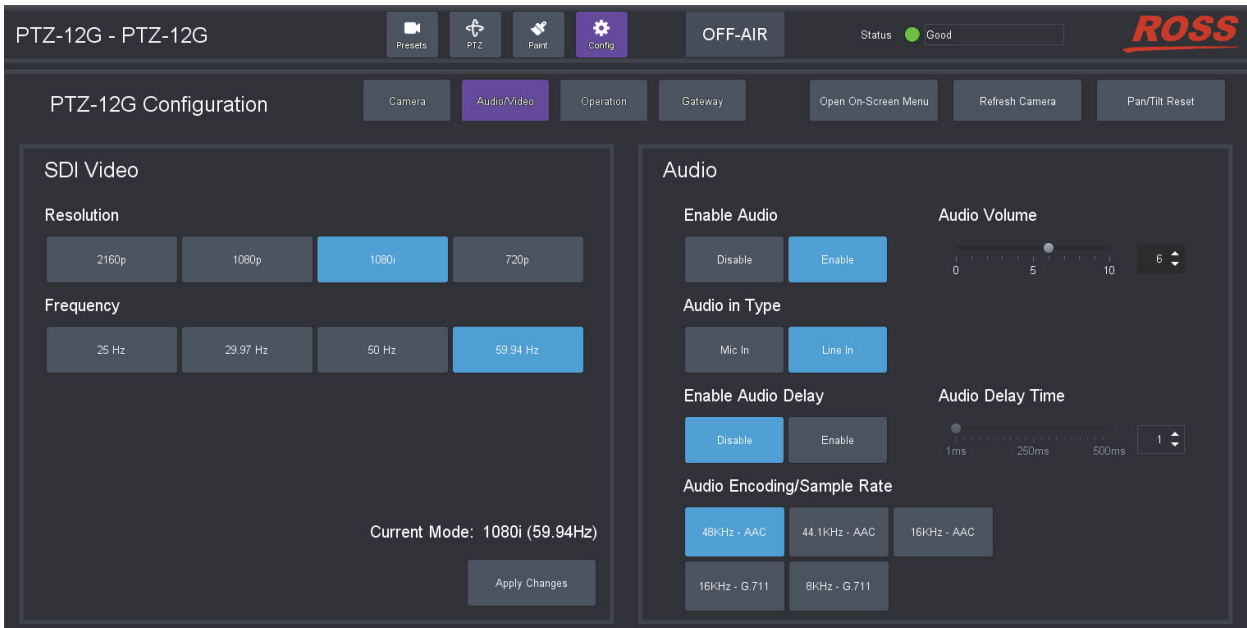 PTZ-12G - PTZ-12G
Presets
PTZ
Paint
Config
OFF-AIR
Status
Good
ROSS
PTZ-12G Configuration
Camera
Audio/Video
Operation
Gateway
Open On-Screen Menu
Refresh Camera
Pan/Tilt Reset
SDI Video
Resolution
2160p
1080p
1080i
720p
Frequency
25 Hz
29.97 Hz
50 Hz
59.94 Hz
Current Mode: 1080i (59.94Hz)
Apply Changes
Audio
Enable Audio
Disable
Enable
Audio Volume
0
5
10
6
Audio in Type
Mic In
Line In
Enable Audio Delay
Disable
Enable
Audio Delay Time
1ms
250ms
500ms
1
Audio Encoding/Sample Rate
48KHz - AAC
44.1KHz - AAC
16KHz - AAC
16KHz - G.711
8KHz - G.711